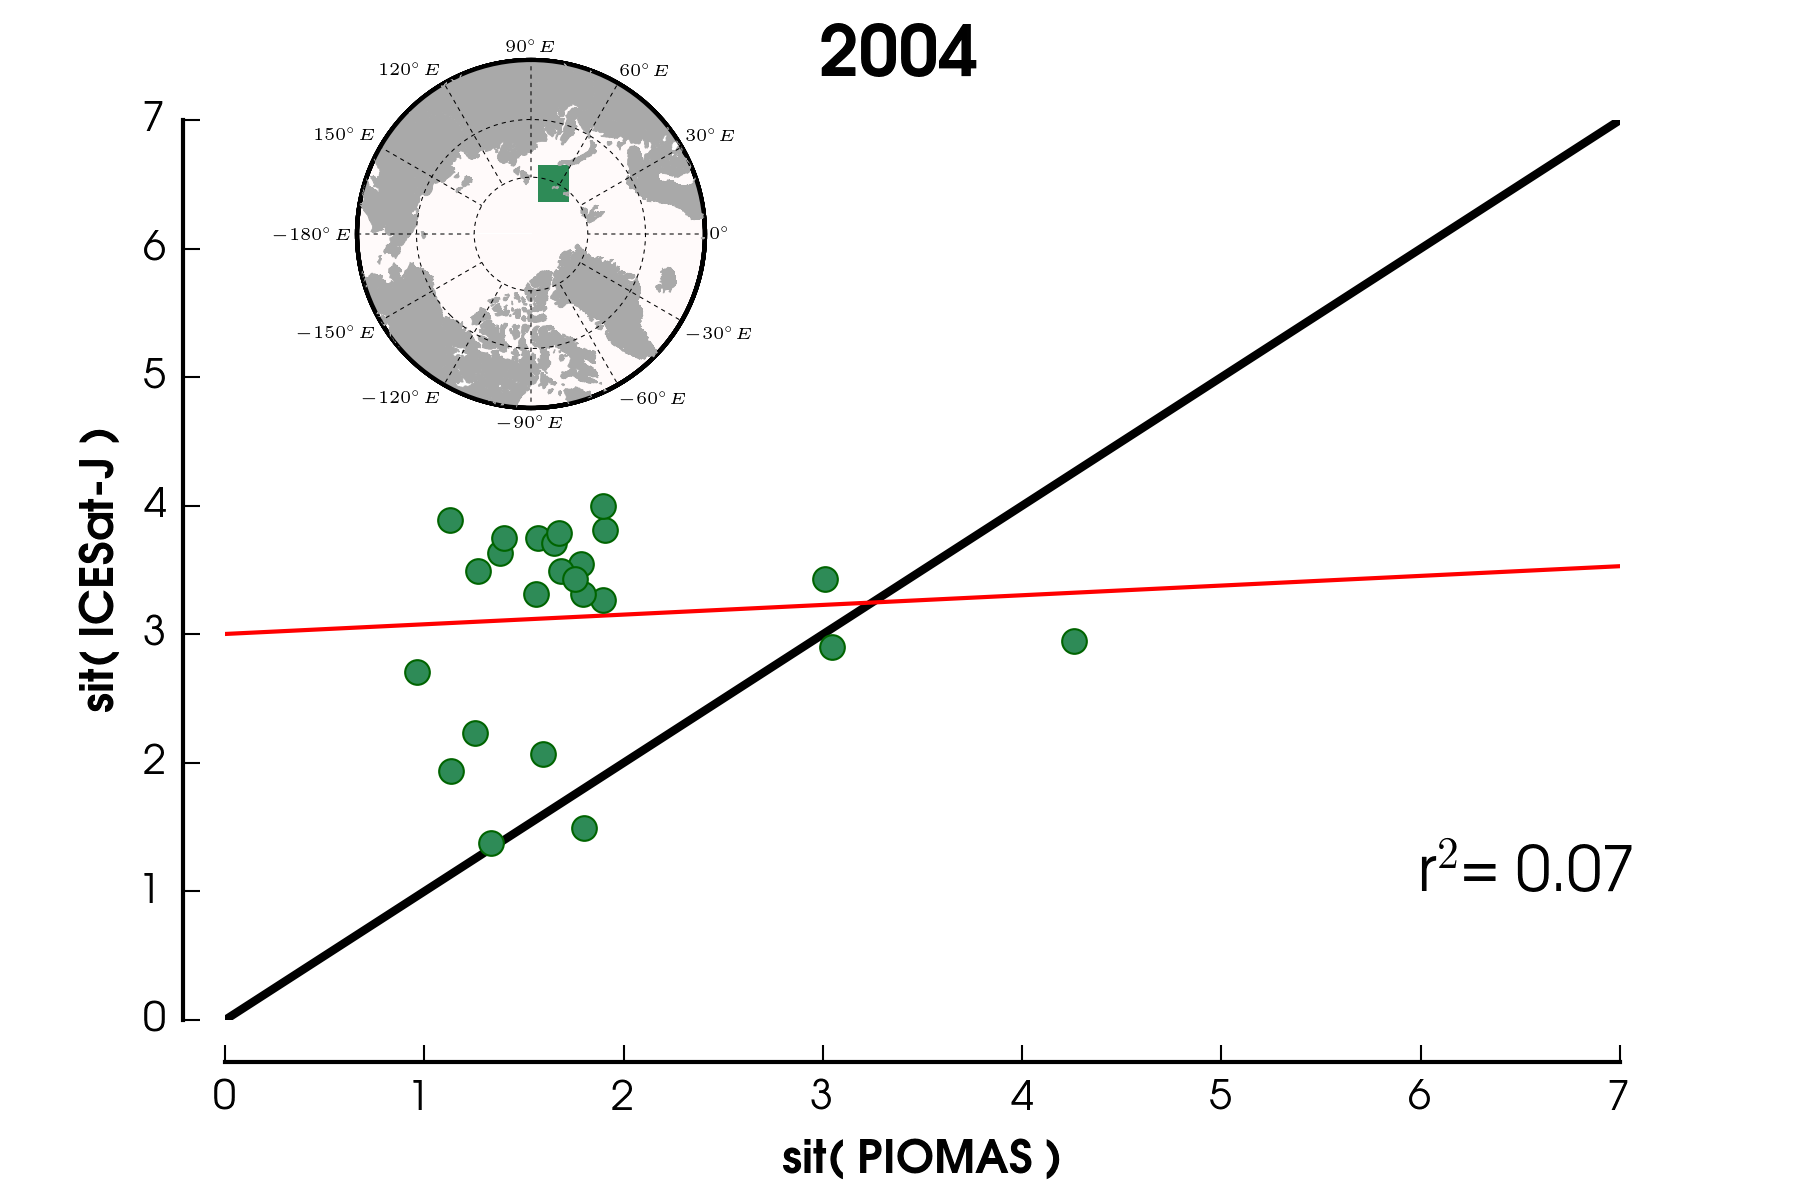 2004
90° E
120° E
60° E
150° E
30° E
−180° E
0°
−150° E
−30° E
−120° E
−60° E
−90° E
7
6
5
4
3
2
1
0
sit( ICESat-J )
r²= 0.07
0 1 2 3 4 5 6 7
sit( PIOMAS )